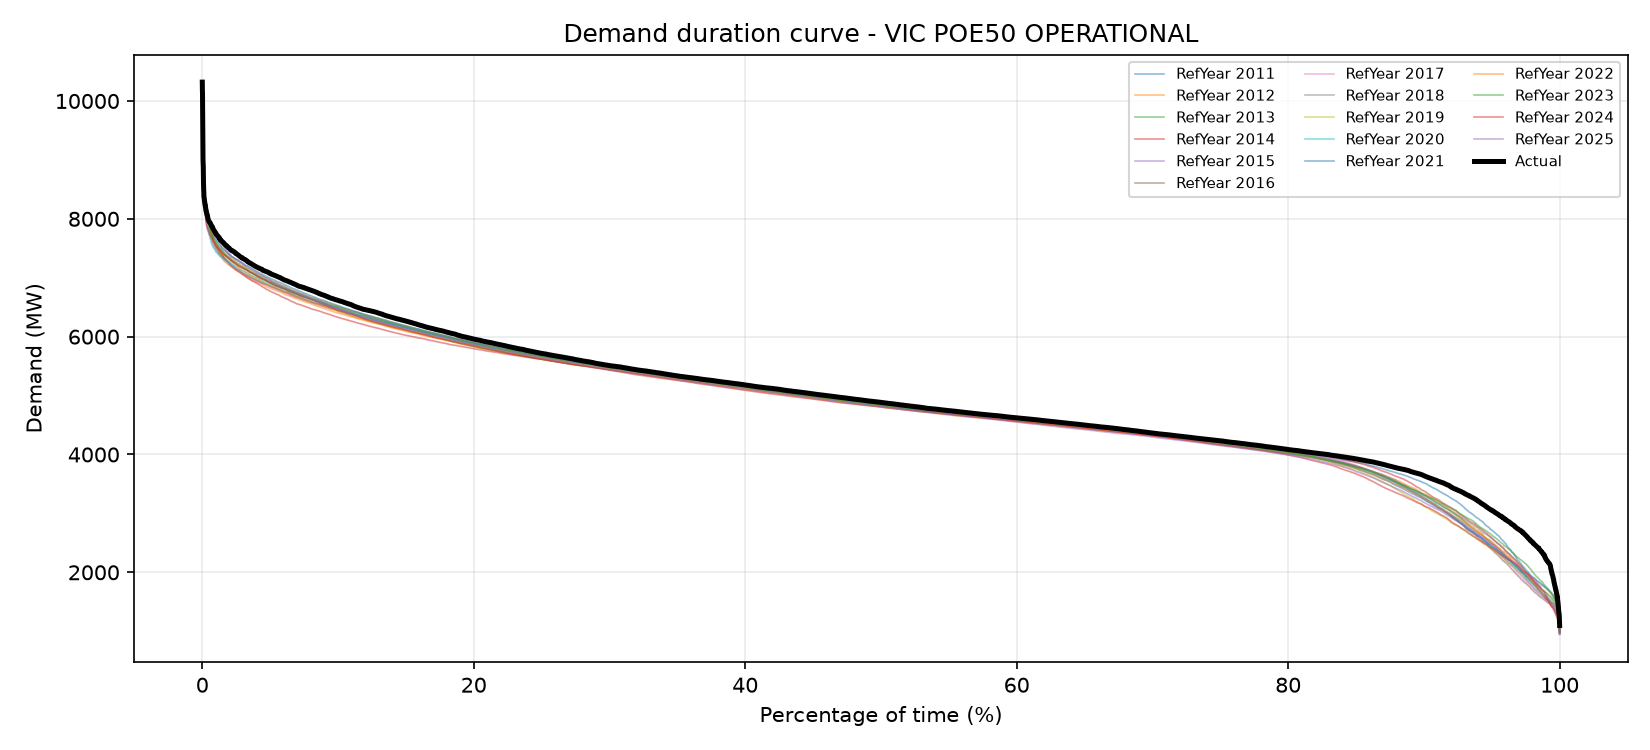 Demand duration curve - VIC POE50 OPERATIONAL
RefYear 2011
RefYear 2012
RefYear 2013
RefYear 2014
RefYear 2015
RefYear 2016
RefYear 2017
RefYear 2018
RefYear 2019
RefYear 2020
RefYear 2021
RefYear 2022
RefYear 2023
RefYear 2024
RefYear 2025
Actual
Demand (MW)
10000
8000
6000
4000
2000
0 20 40 60 80 100
Percentage of time (%)